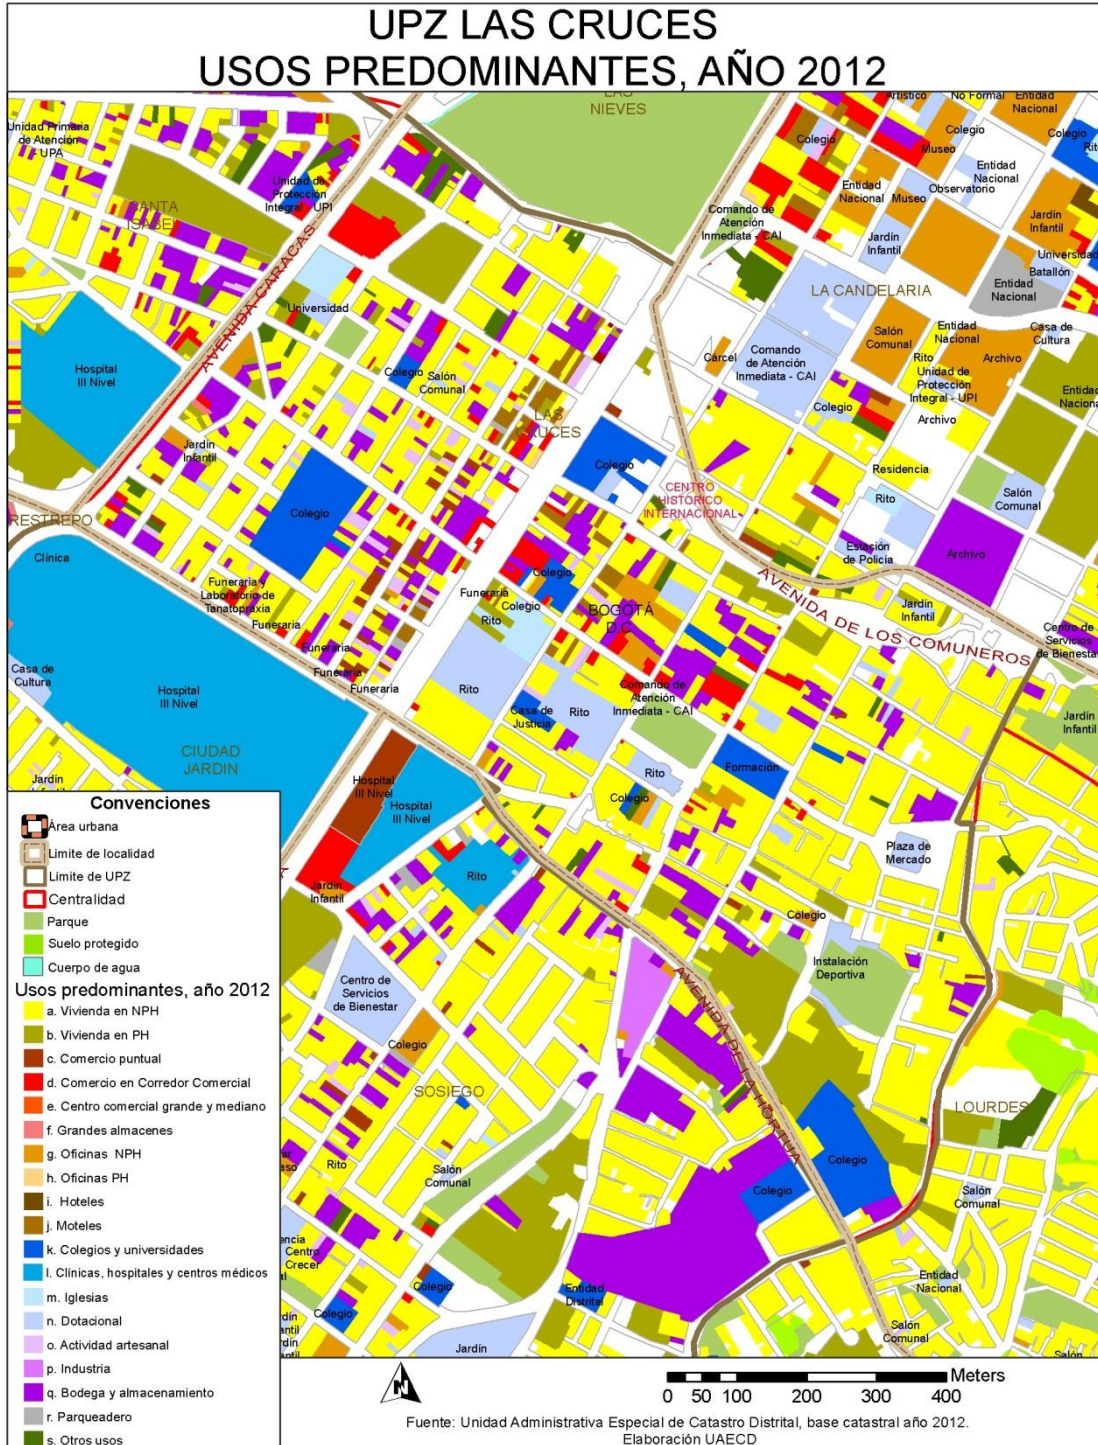 UPZ LAS CRUCES
USOS PREDOMINANTES, AÑO 2012
NIEVES
Artístico
No Formal
Entidad
Nacional
Unidad Primaria
de Atención
UPA
Colegio
Colegio
Museo
Colegio
Unidad de
Protección
Integral - UPI
Entidad
Nacional
Entidad
Nacional
Observatorio
SANTA
ISABEL
Museo
Comando de
Atención
Inmediata - CAI
Jardín
Infantil
Jardín
Infantil
AVENIDA CARACAS
Universidad
Batallón
Entidad
Nacional
LA CANDELARIA
Universidad
Salón
Comunal
Entidad
Nacional
Casa de
Cultura
Cárcel
Comando
de Atención
Inmediata - CAI
Rito
Archivo
Unidad de
Protección
Integral - UPI
Hospital
III Nivel
Colegio
Salón
Comunal
Entidad
Colegio
Archivo
LAS
CRUCES
Jardín
Infantil
Colegio
Residencia
CENTRO
HISTÓRICO
INTERNACIONAL
Rito
Salón
Comunal
RESTREPO
Colegio
Clínica
Estación
de Policía
Archivo
Colegio
Funeraria y
Laboratorio de
Tanatopraxia
Funeraria
Colegio
Rito
BOGOTÁ
D.C.
AVENIDA DE LOS COMUNEROS
Jardín
Infantil
Funeraria
Centro de
Servicios
de Bienestar
Funeraria
Funeraria
Funeraria
Casa de
Cultura
Hospital
III Nivel
Rito
Comando de
Atención
Inmediata - CAI
Casa de
Justicia
Rito
Jardín
Infantil
CIUDAD
JARDIN
Hospital
III Nivel
Rito
Formación
Jardín
Hospital
III Nivel
Colegio
Plaza de
Mercado
Rito
Jardín
Infantil
Colegio
Instalación
Deportiva
Centro de
Servicios
de Bienestar
AVENIDA DE LA HORTUA
Colegio
SOSIEGO
LOURDES
Rito
Salón
Comunal
Colegio
Colegio
Salón
Comunal
Centro
Crecer
Colegio
Entidad
Distrital
Entidad
Nacional
Colegio
Salón
Comunal
Jardín
Salón
Convenciones
Área urbana
Limite de localidad
Límite de UPZ
Centralidad
Parque
Suelo protegido
Cuerpo de agua
Usos predominantes, año 2012
a. Vivienda en NPH
b. Vivienda en PH
c. Comercio puntual
d. Comercio en Corredor Comercial
e. Centro comercial grande y mediano
f. Grandes almacenes
g. Oficinas NPH
h. Oficinas PH
i. Hoteles
j. Moteles
k. Colegios y universidades
l. Clínicas, hospitales y centros médicos
m. Iglesias
n. Dotacional
o. Actividad artesanal
p. Industria
q. Bodega y almacenamiento
r. Parqueadero
s. Otros usos
Meters
0 50 100 200 300 400
Fuente: Unidad Administrativa Especial de Catastro Distrital, base catastral año 2012.
Elaboración UAECD